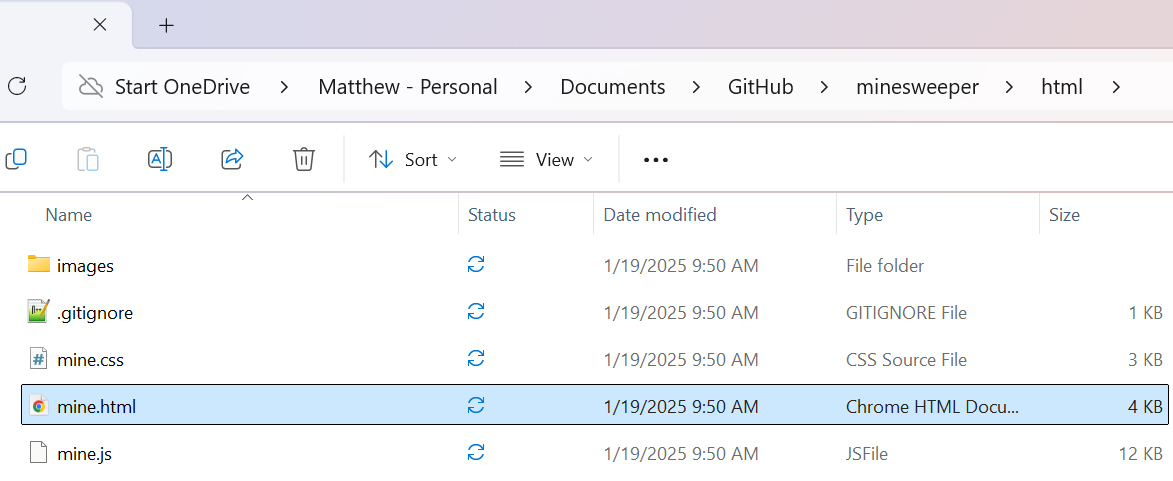 Start OneDrive > Matthew - Personal > Documents > GitHub > minesweeper > html >
Sort View
Name Status Date modified Type Size
images 1/19/2025 9:50 AM File folder
.gitignore 1/19/2025 9:50 AM GITIGNORE File 1 KB
mine.css 1/19/2025 9:50 AM CSS Source File 3 KB
mine.html 1/19/2025 9:50 AM Chrome HTML Docu... 4 KB
mine.js 1/19/2025 9:50 AM JSFile 12 KB